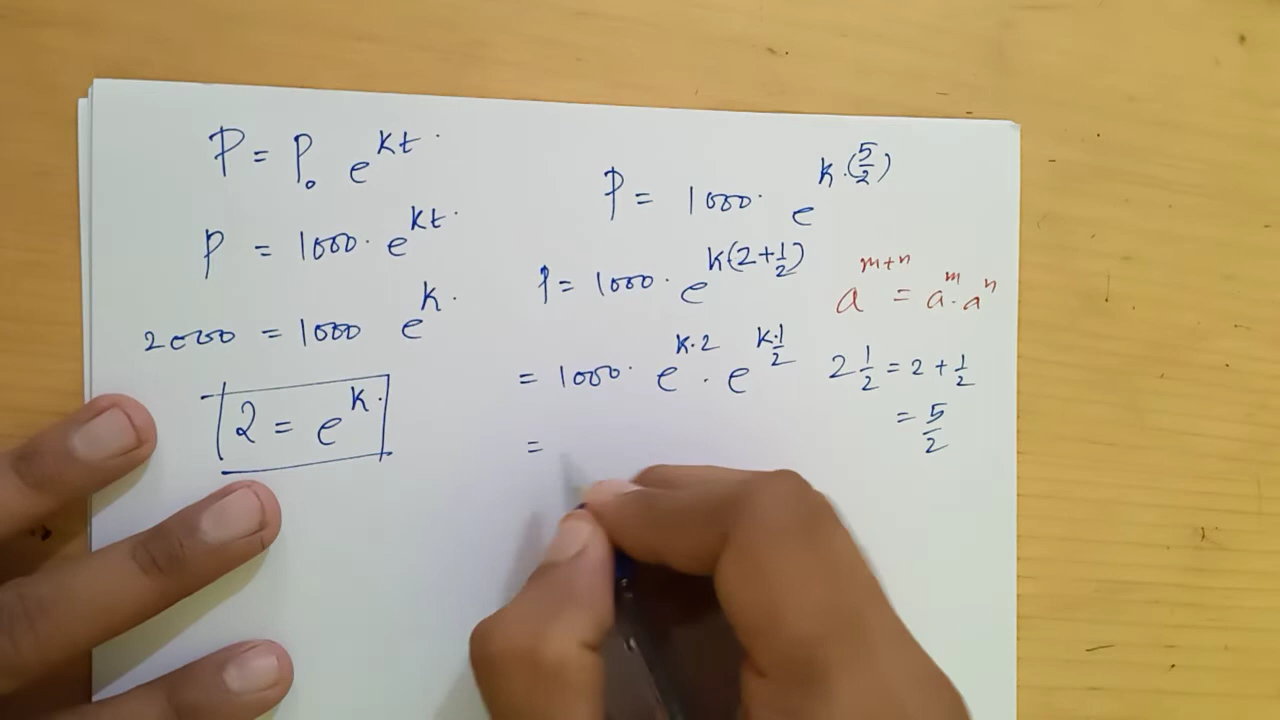 P = P₀ e^{kt}.
P = 1000. e^{kt}.
2000 = 1000 e^{k}.
2 = e^{k}.
P = 1000. e^{k.(5/2)}
P = 1000. e^{k(2+1/2)}
= 1000. e^{k.2} . e^{k.1/2}
=
a^{m+n} = a^{m}. a^{n}
2 1/2 = 2 + 1/2
= 5/2